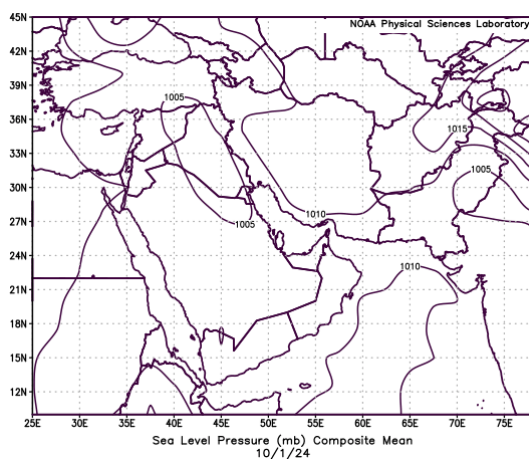 NOAA Physical Sciences Laboratory
45N
42N
39N
36N
33N
30N
27N
24N
21N
18N
15N
12N
1005
1015
1005
1005
1010
1010
25E 30E 35E 40E 45E 50E 55E 60E 65E 70E 75E
Sea Level Pressure (mb) Composite Mean
10/1/24